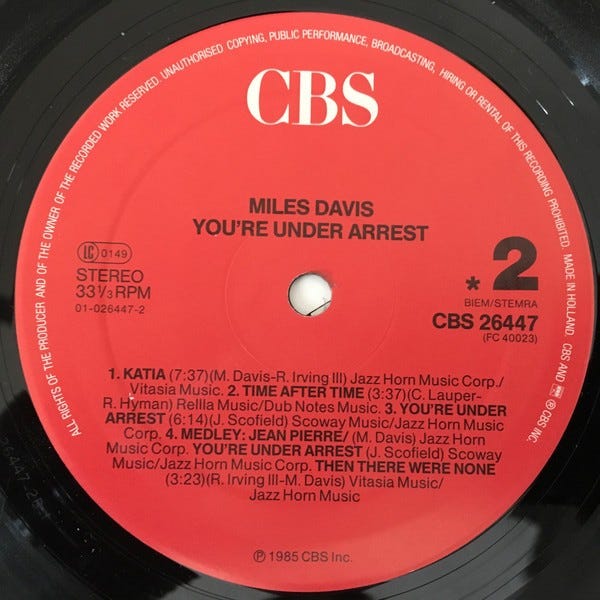 ALL RIGHTS OF THE PRODUCER AND OF THE OWNER OF THE RECORDED WORK RESERVED. UNAUTHORISED COPYING, PUBLIC PERFORMANCE, BROADCASTING, HIRING OR RENTAL OF THIS RECORDING PROHIBITED. MADE IN HOLLAND. CBS AND ® CBS INC.
CBS
MILES DAVIS
YOU'RE UNDER ARREST
LC 0149
STEREO
33⅓ RPM
01-026447-2
* 2
BIEM/STEMRA
CBS 26447
(FC 40023)
1. KATIA (7:37)(M. Davis-R. Irving III) Jazz Horn Music Corp./
Vitasia Music. 2. TIME AFTER TIME (3:37)(C. Lauper-
R. Hyman) Rellla Music/Dub Notes Music. 3. YOU'RE UNDER
ARREST (6:14)(J. Scofield) Scoway Music/Jazz Horn Music
Corp. 4. MEDLEY: JEAN PIERRE/ (M. Davis) Jazz Horn
Music Corp. YOU'RE UNDER ARREST (J. Scofield) Scoway
Music/Jazz Horn Music Corp. THEN THERE WERE NONE
(3:23)(R. Irving III-M. Davis) Vitasia Music/
Jazz Horn Music
℗ 1985 CBS Inc.